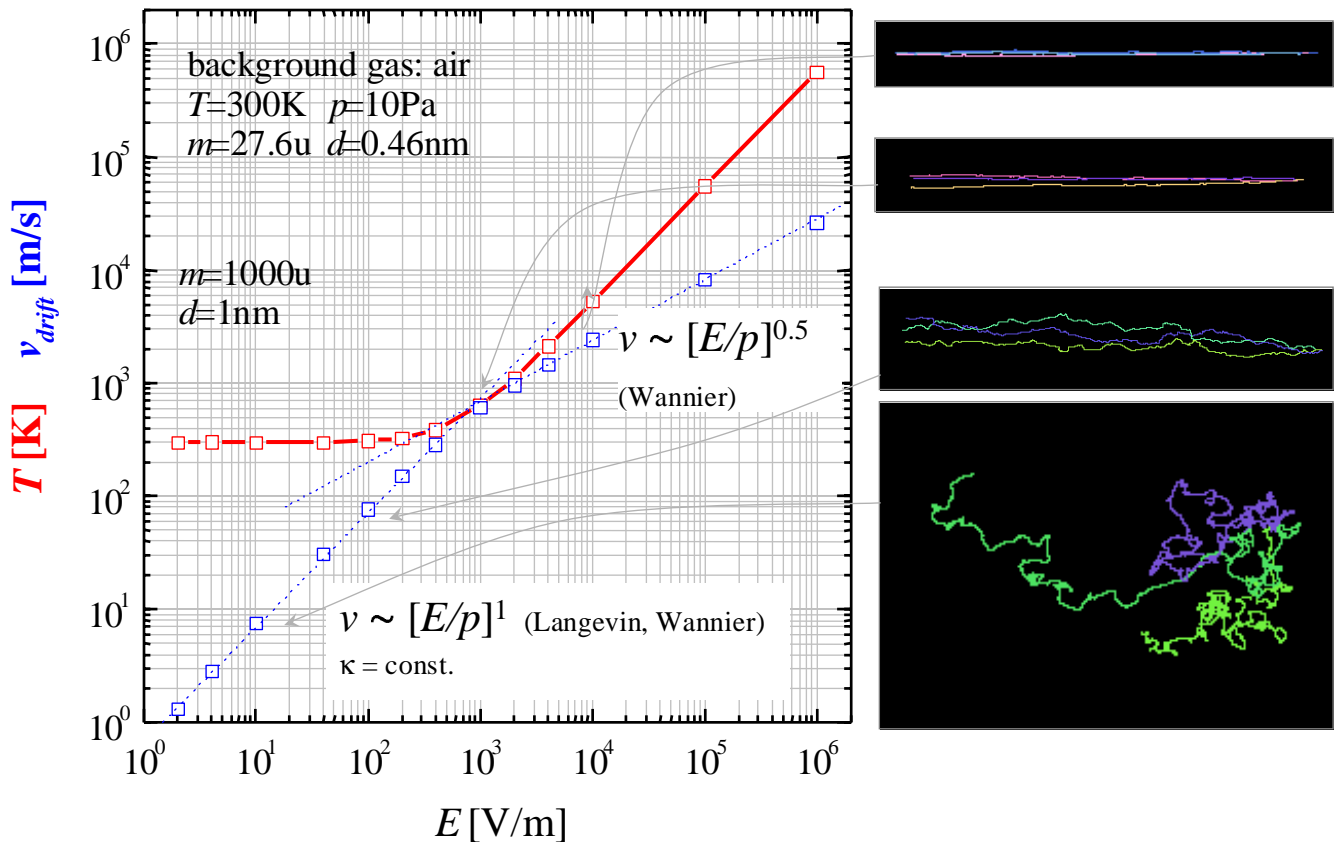 background gas: air
T=300K p=10Pa
m=27.6u d=0.46nm
m=1000u
d=1nm
v ~ [E/p]^0.5
(Wannier)
v ~ [E/p]^1 (Langevin, Wannier)
κ = const.
T [K] v_drift [m/s]
10^6
10^5
10^4
10^3
10^2
10^1
10^0
10^0 10^1 10^2 10^3 10^4 10^5 10^6
E [V/m]